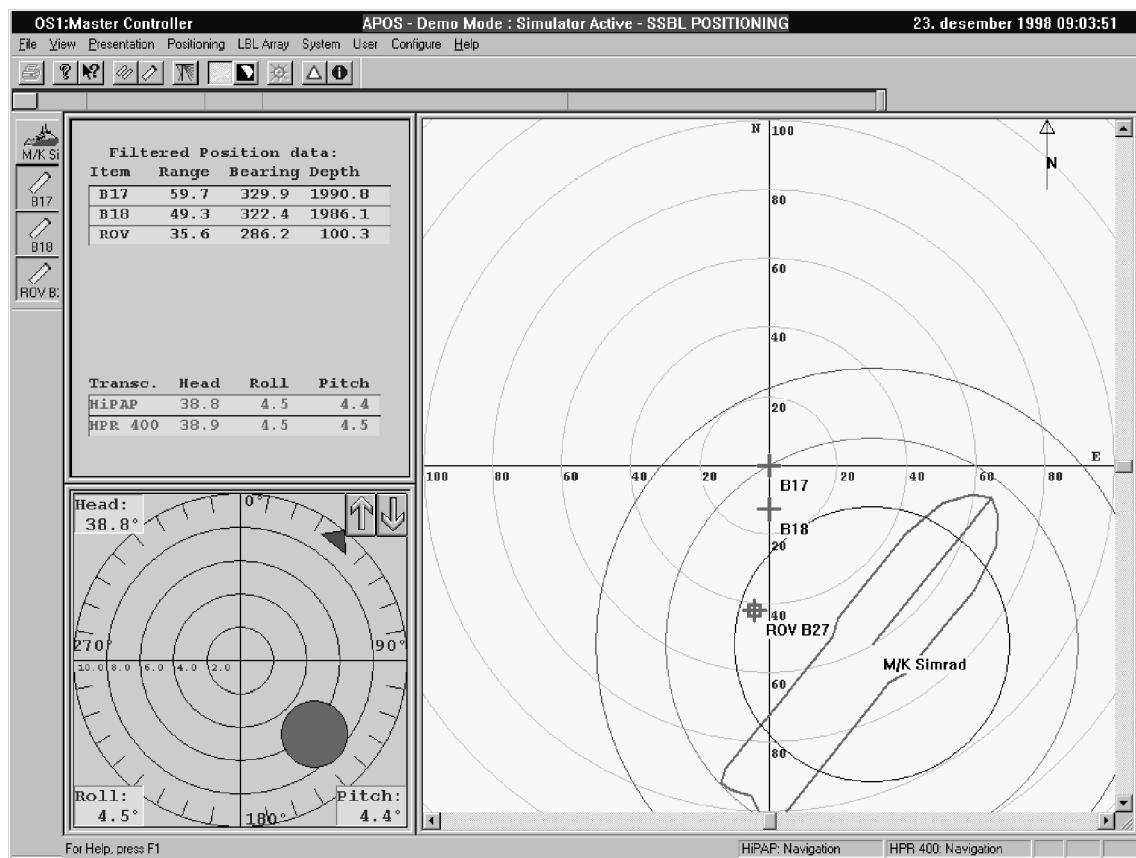 OS1:Master Controller APOS - Demo Mode : Simulator Active - SSBL POSITIONING 23. desember 1998 09:03:51
File View Presentation Positioning LBL Array System User Configure Help
M/K Si
B17
B18
ROV B:
Filtered Position data:
Item Range Bearing Depth
B17 59.7 329.9 1990.8
B18 49.3 322.4 1986.1
ROV 35.6 286.2 100.3
Transc. Head Roll Pitch
HiPAP 38.8 4.5 4.4
HPR 400 38.9 4.5 4.5
Head:
38.8°
0°
270°
90°
10.0 8.0 6.0 4.0 2.0
Roll:
4.5°
180°
Pitch:
4.4°
N 100
N
80
60
40
20
E
100 80 60 40 20 20 40 60 80
B17
B18
20
40
ROV B27
M/K Simrad
60
80
For Help, press F1 HiPAP: Navigation HPR 400: Navigation